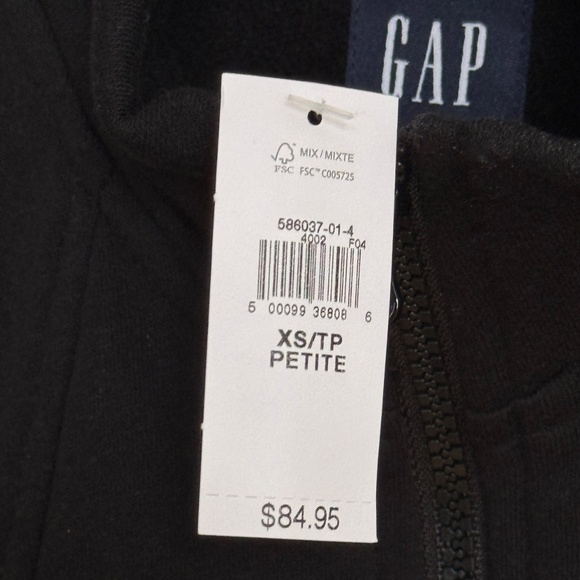 GAP
MIX/MIXTE
FSC FSC™ C005725
586037-01-4
4002 F04
5 00099 36808 6
XS/TP
PETITE
$84.95